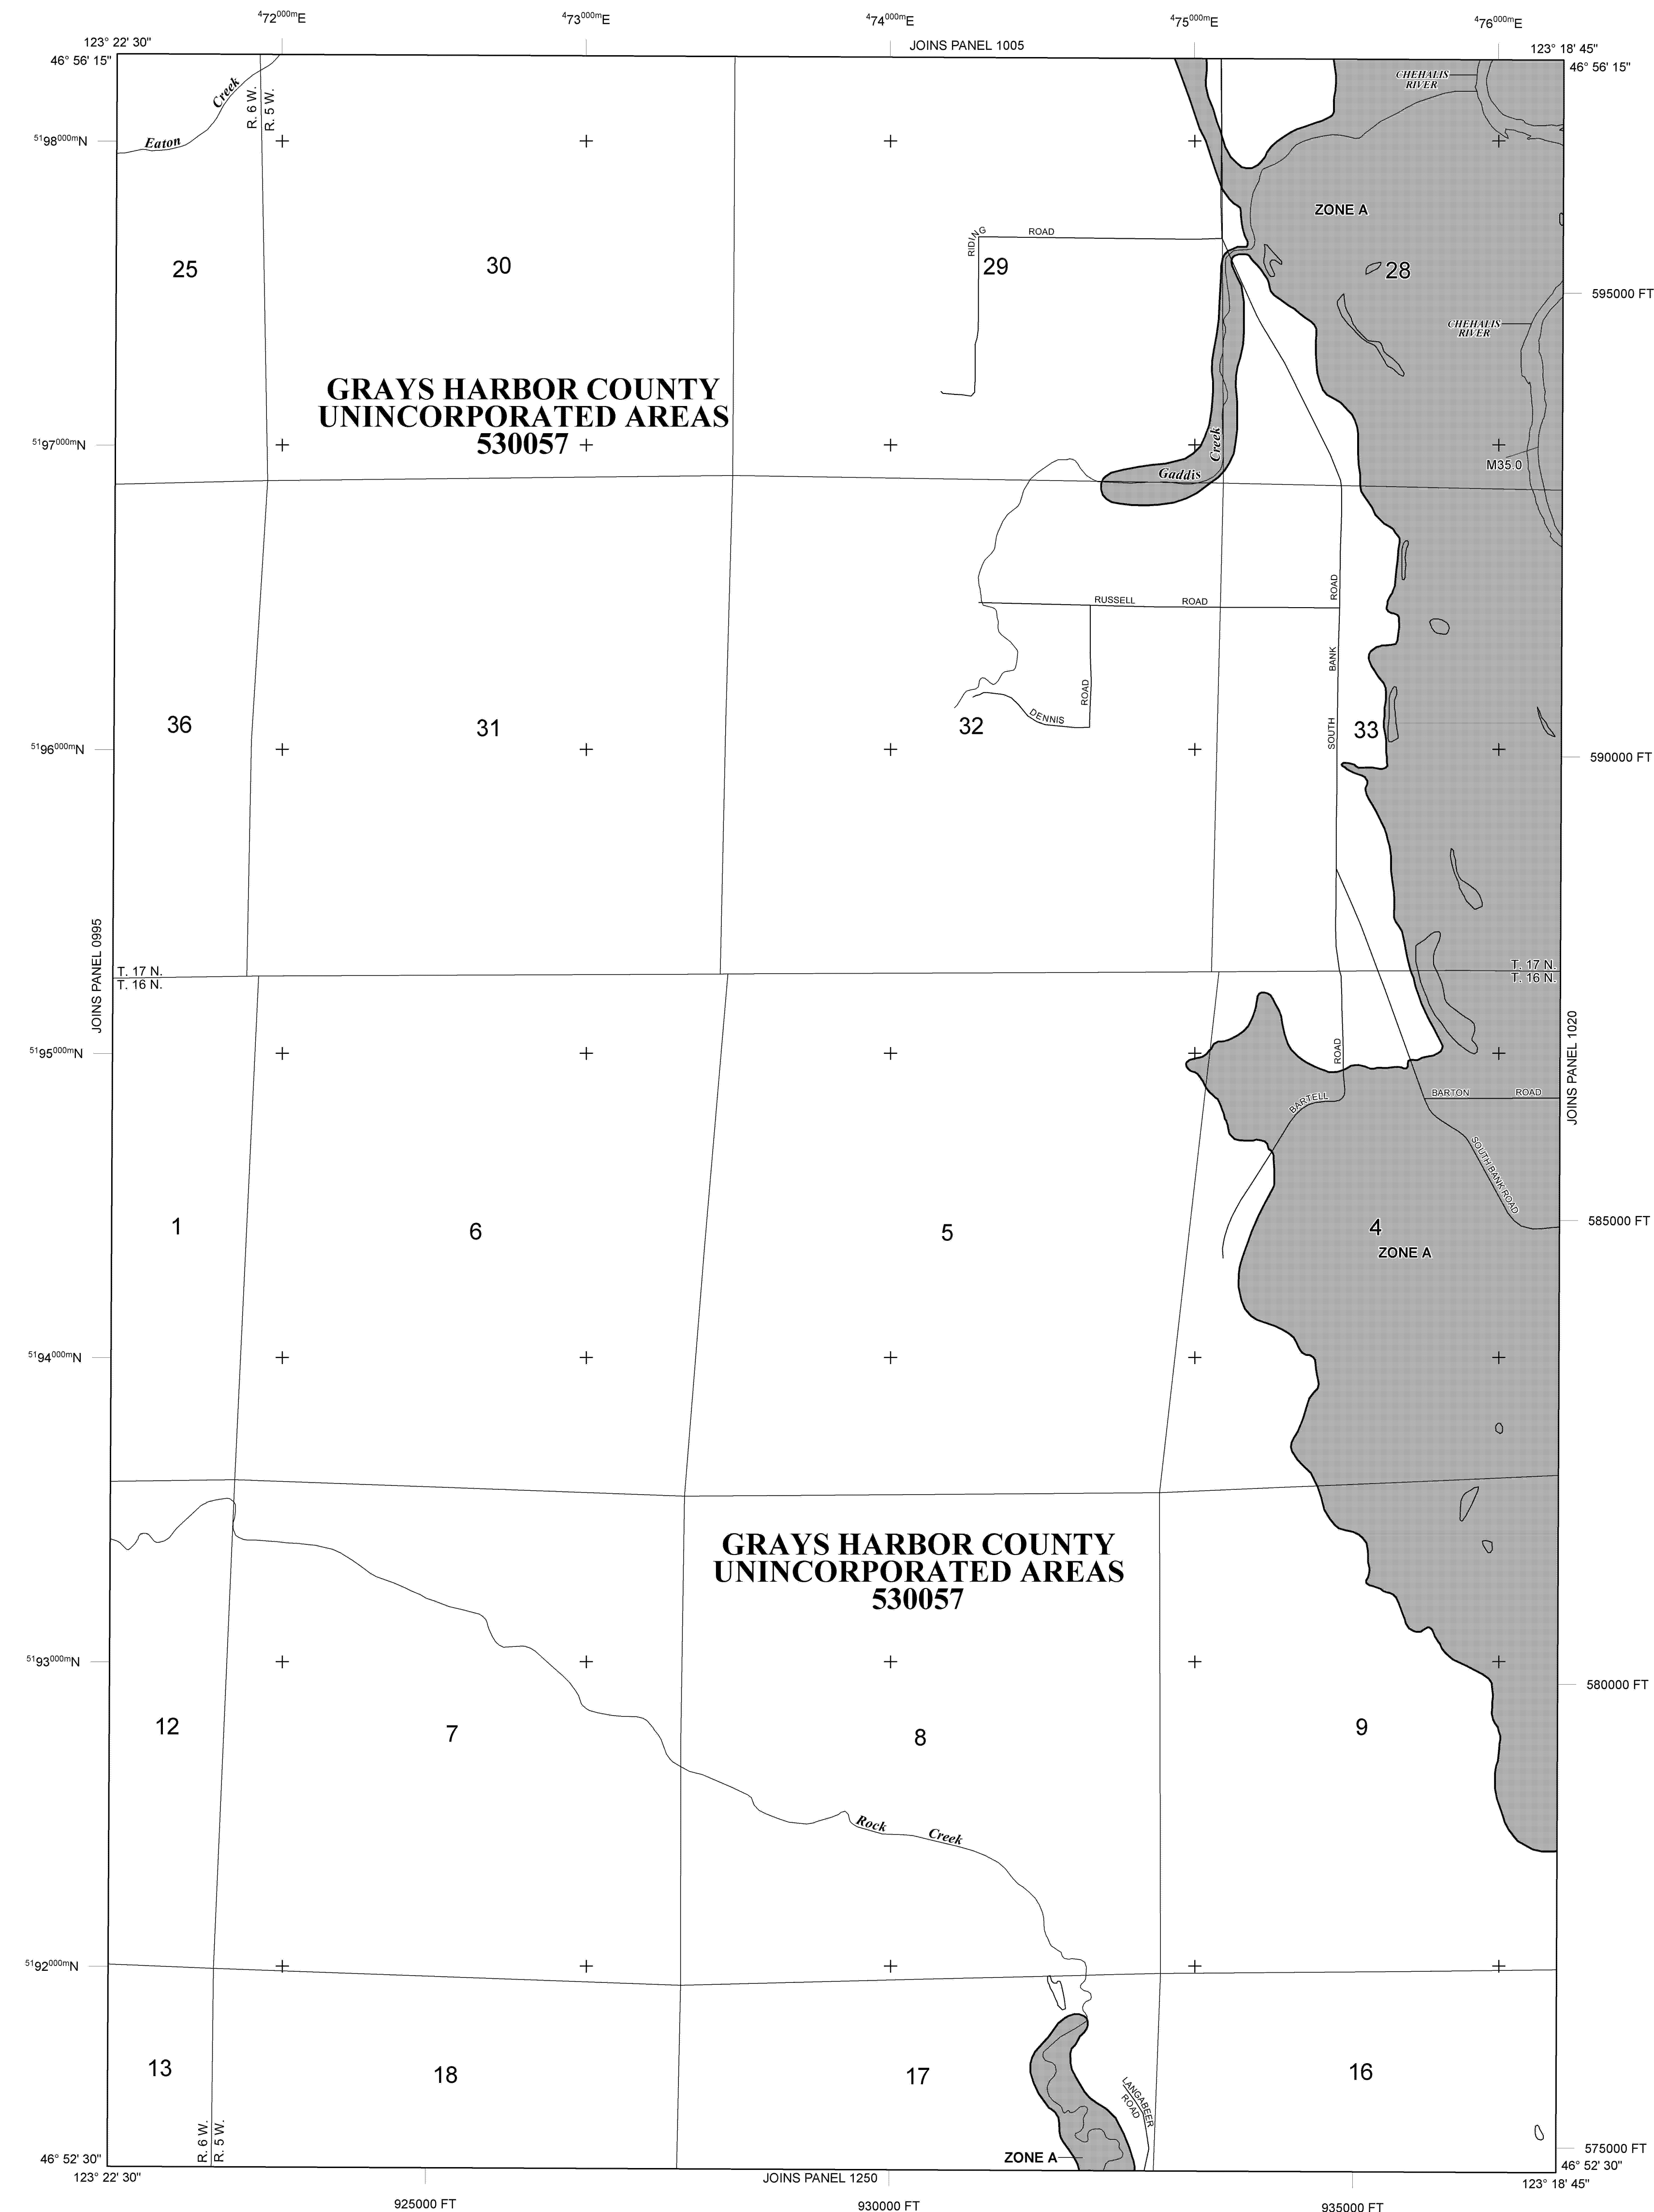 472000mE
473000mE
474000mE
475000mE
476000mE
123° 22' 30"
JOINS PANEL 1005
123° 18' 45"
46° 56' 15"
46° 56' 15"
CHEHALIS
RIVER
Eaton Creek
R. 6 W.
R. 5 W.
5198000mN
ZONE A
RIDING ROAD
25
30
29
28
595000 FT
CHEHALIS
RIVER
GRAYS HARBOR COUNTY
UNINCORPORATED AREAS
530057
5197000mN
Gaddis Creek
M35.0
RUSSELL ROAD
SOUTH BANK ROAD
DENNIS ROAD
36
31
32
33
5196000mN
590000 FT
JOINS PANEL 0995
T. 17 N.
T. 16 N.
T. 17 N.
T. 16 N.
JOINS PANEL 1020
5195000mN
BARTELL ROAD
BARTON ROAD
SOUTH BANK ROAD
1
6
5
4
585000 FT
ZONE A
5194000mN
GRAYS HARBOR COUNTY
UNINCORPORATED AREAS
530057
5193000mN
580000 FT
12
7
8
9
Rock Creek
5192000mN
13
18
17
16
LANGABEER
ROAD
R. 6 W.
R. 5 W.
ZONE A
575000 FT
46° 52' 30"
46° 52' 30"
123° 22' 30"
JOINS PANEL 1250
123° 18' 45"
925000 FT
930000 FT
935000 FT